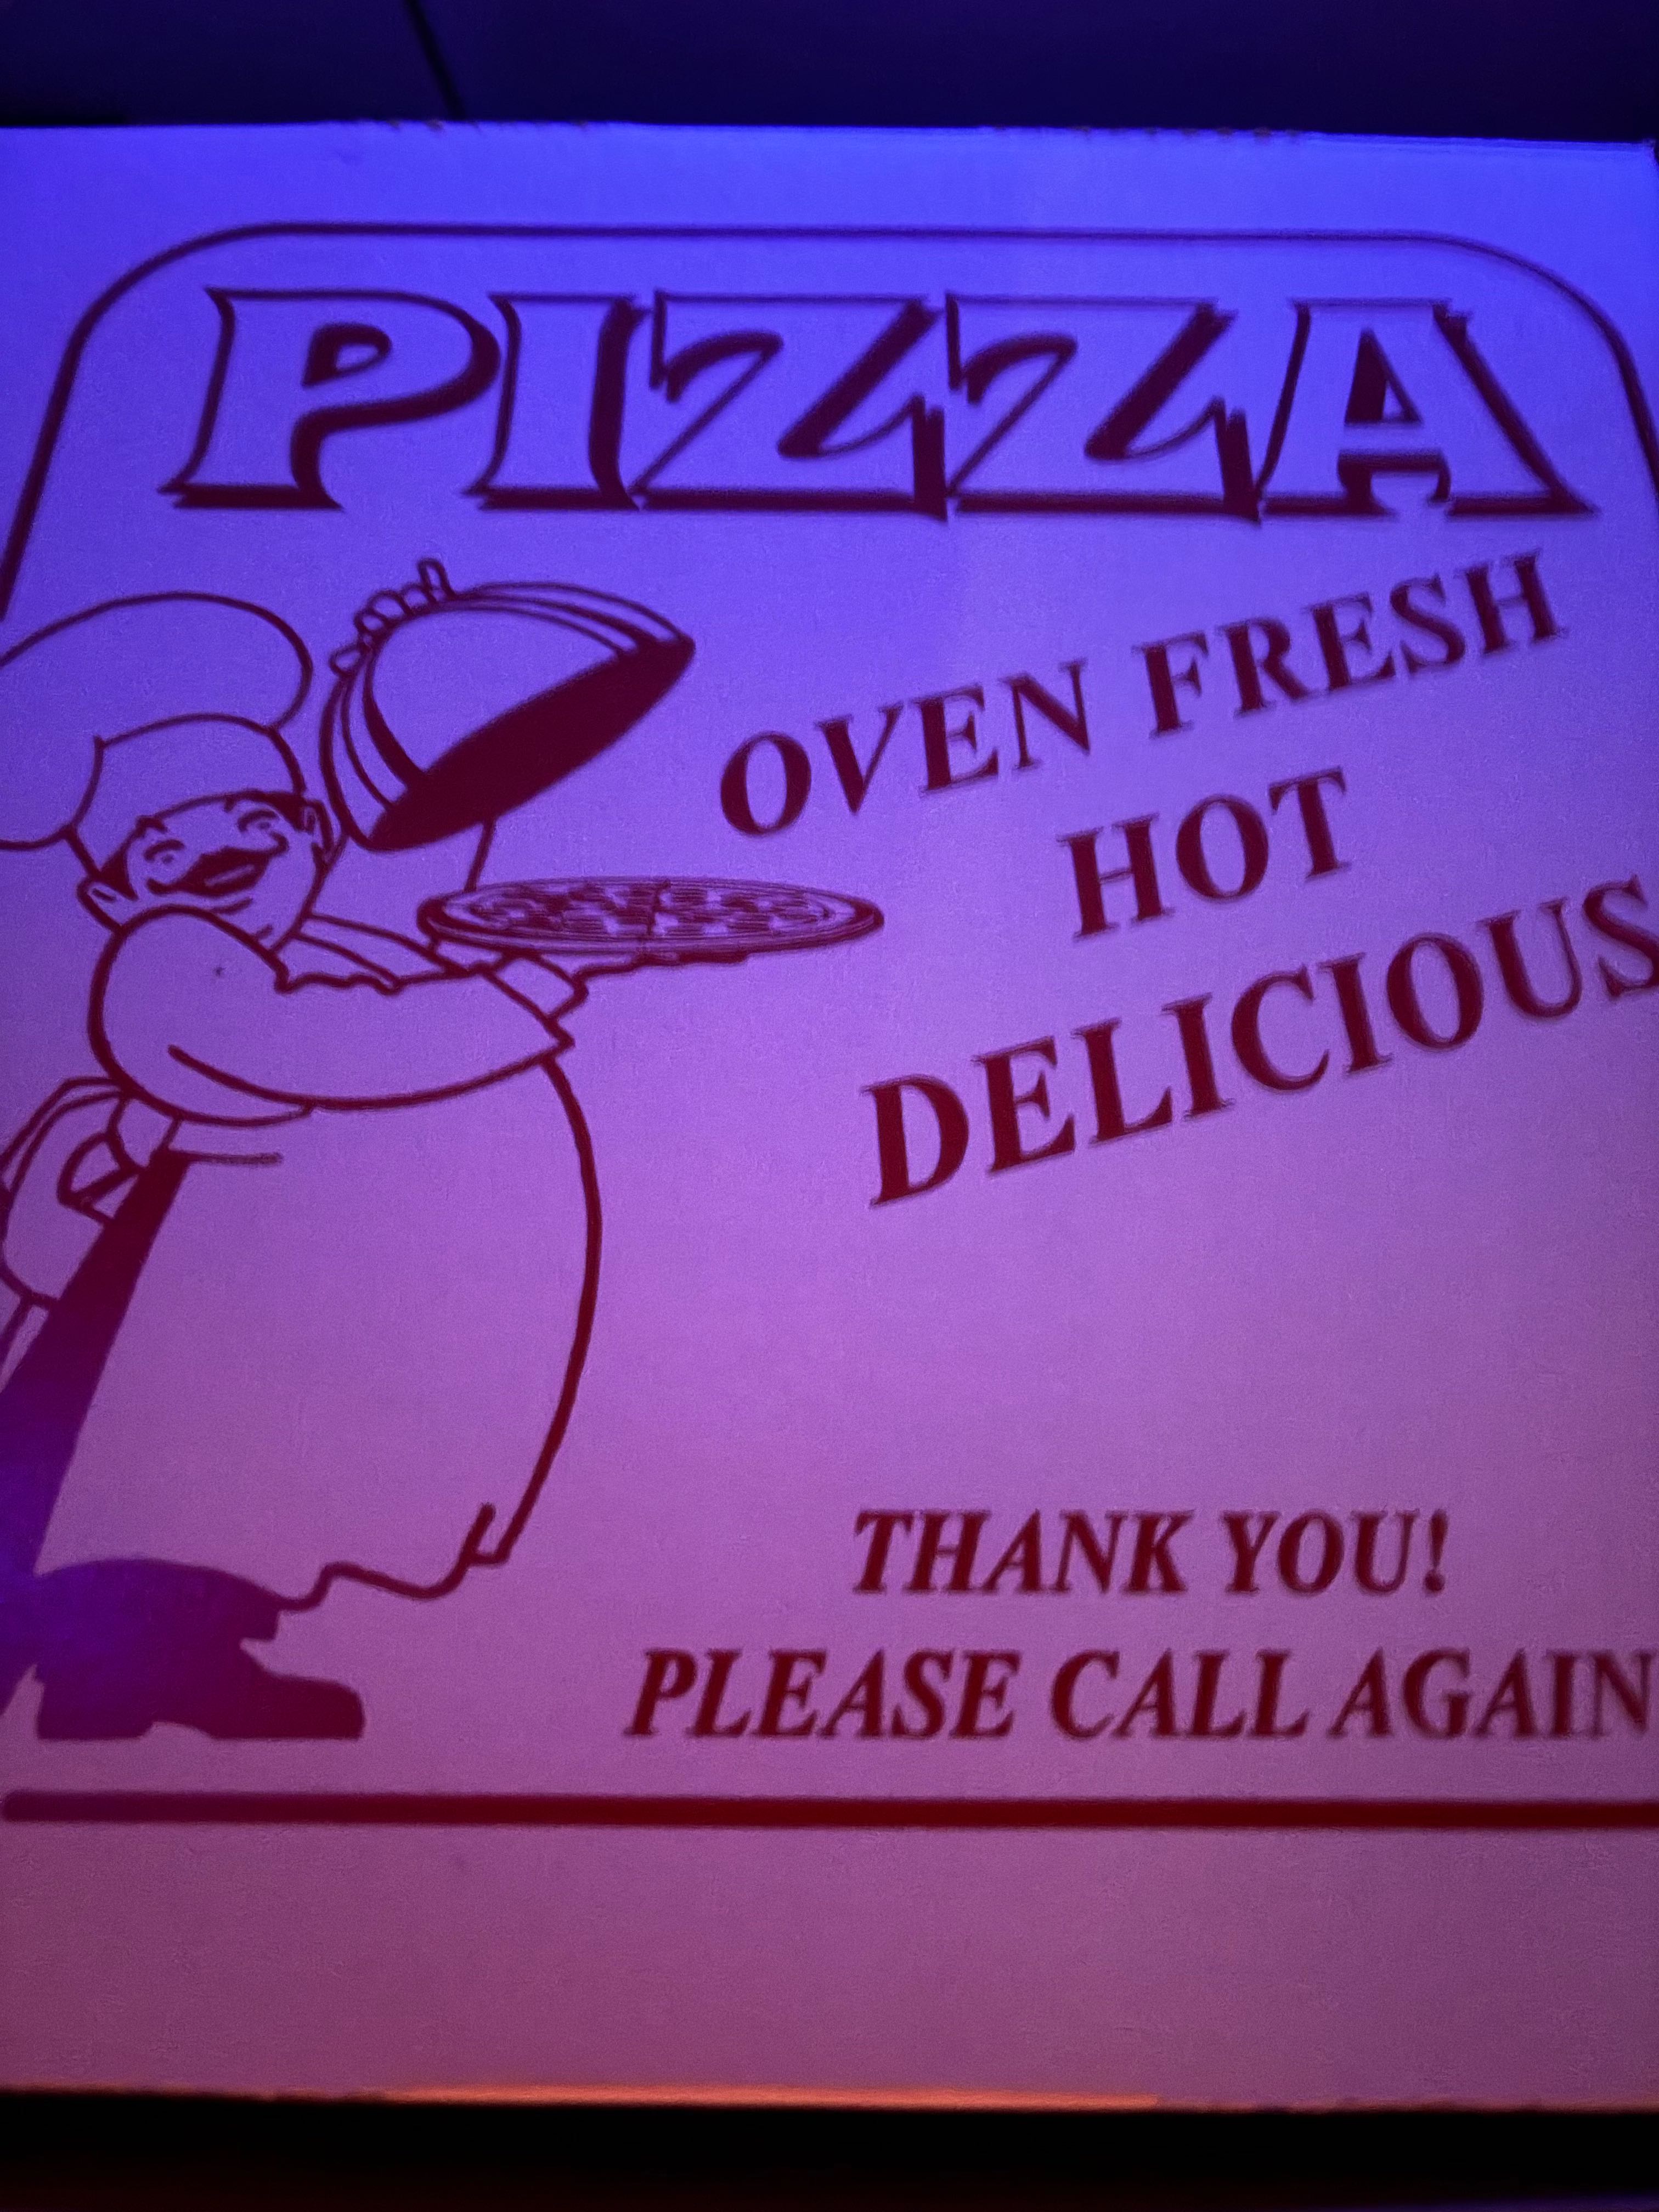 PIZZA
OVEN FRESH
HOT
DELICIOUS
THANK YOU!
PLEASE CALL AGAIN